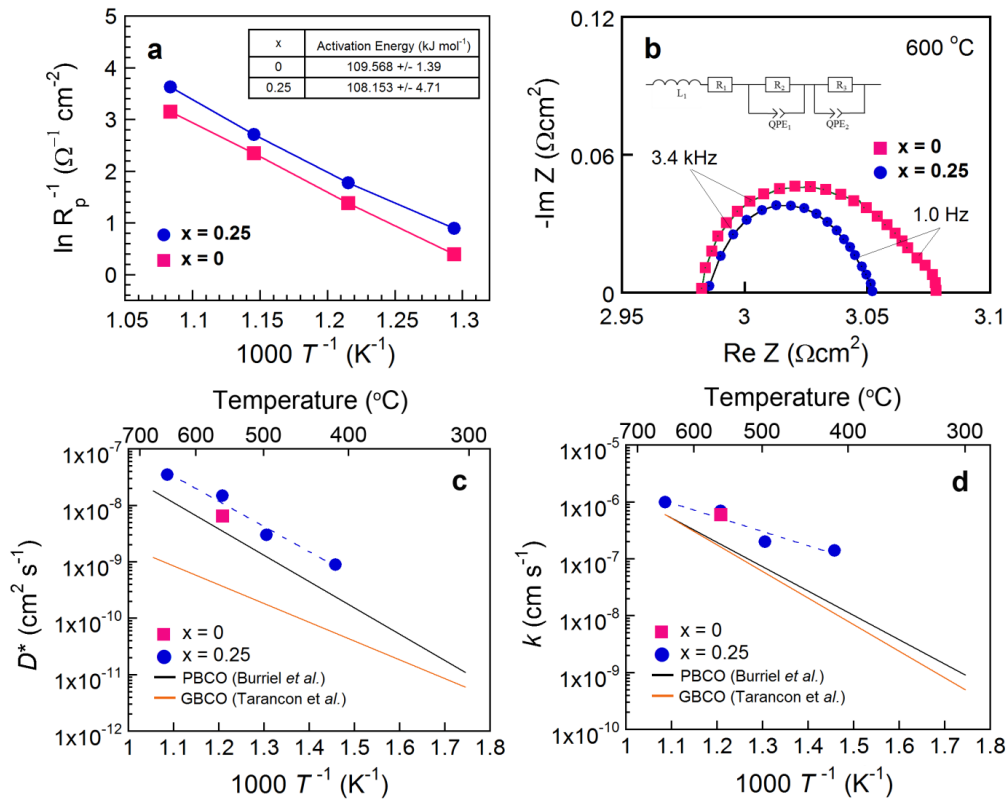 a
x Activation Energy (kJ mol⁻¹)
0 109.568 +/- 1.39
0.25 108.153 +/- 4.71
ln Rp⁻¹ (Ω⁻¹ cm⁻²)
5
4
3
2
1
0
x = 0.25
x = 0
1.05 1.1 1.15 1.2 1.25 1.3
1000 T⁻¹ (K⁻¹)
b
600 °C
-Im Z (Ωcm²)
0.12
0.06
0
L₁ R₁ R₂ R₃
QPE₁ QPE₂
x = 0
x = 0.25
3.4 kHz
1.0 Hz
2.95 3 3.05 3.1
Re Z (Ωcm²)
Temperature (°C)
700 600 500 400 300
c
D* (cm² s⁻¹)
1x10⁻⁷
1x10⁻⁸
1x10⁻⁹
1x10⁻¹⁰
1x10⁻¹¹
1x10⁻¹²
x = 0
x = 0.25
PBCO (Burriel et al.)
GBCO (Tarancon et al.)
1 1.1 1.2 1.3 1.4 1.5 1.6 1.7 1.8
1000 T⁻¹ (K⁻¹)
Temperature (°C)
700 600 500 400 300
d
k (cm s⁻¹)
1x10⁻⁵
1x10⁻⁶
1x10⁻⁷
1x10⁻⁸
1x10⁻⁹
1x10⁻¹⁰
x = 0
x = 0.25
PBCO (Burriel et al.)
GBCO (Tarancon et al.)
1 1.1 1.2 1.3 1.4 1.5 1.6 1.7 1.8
1000 T⁻¹ (K⁻¹)